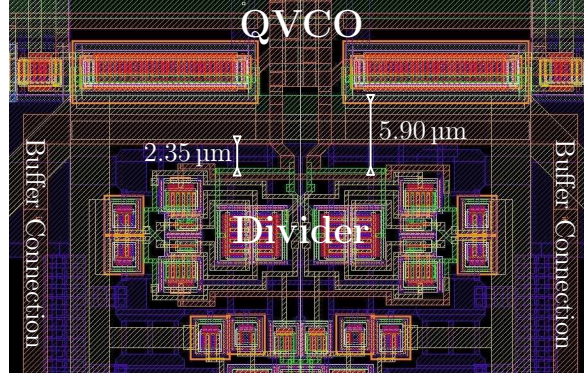 QVCO
5.90 µm
2.35 µm
Divider
Buffer Connection
Buffer Connection